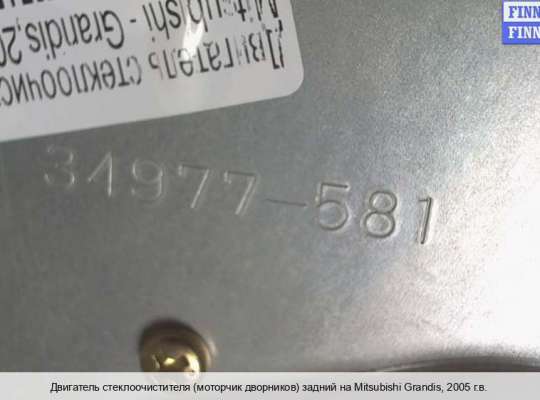 Двигатель стеклоочис
Mitsubishi - Grandis, 20
34977-581
FINN
FINN
Двигатель стеклоочистителя (моторчик дворников) задний на Mitsubishi Grandis, 2005 г.в.